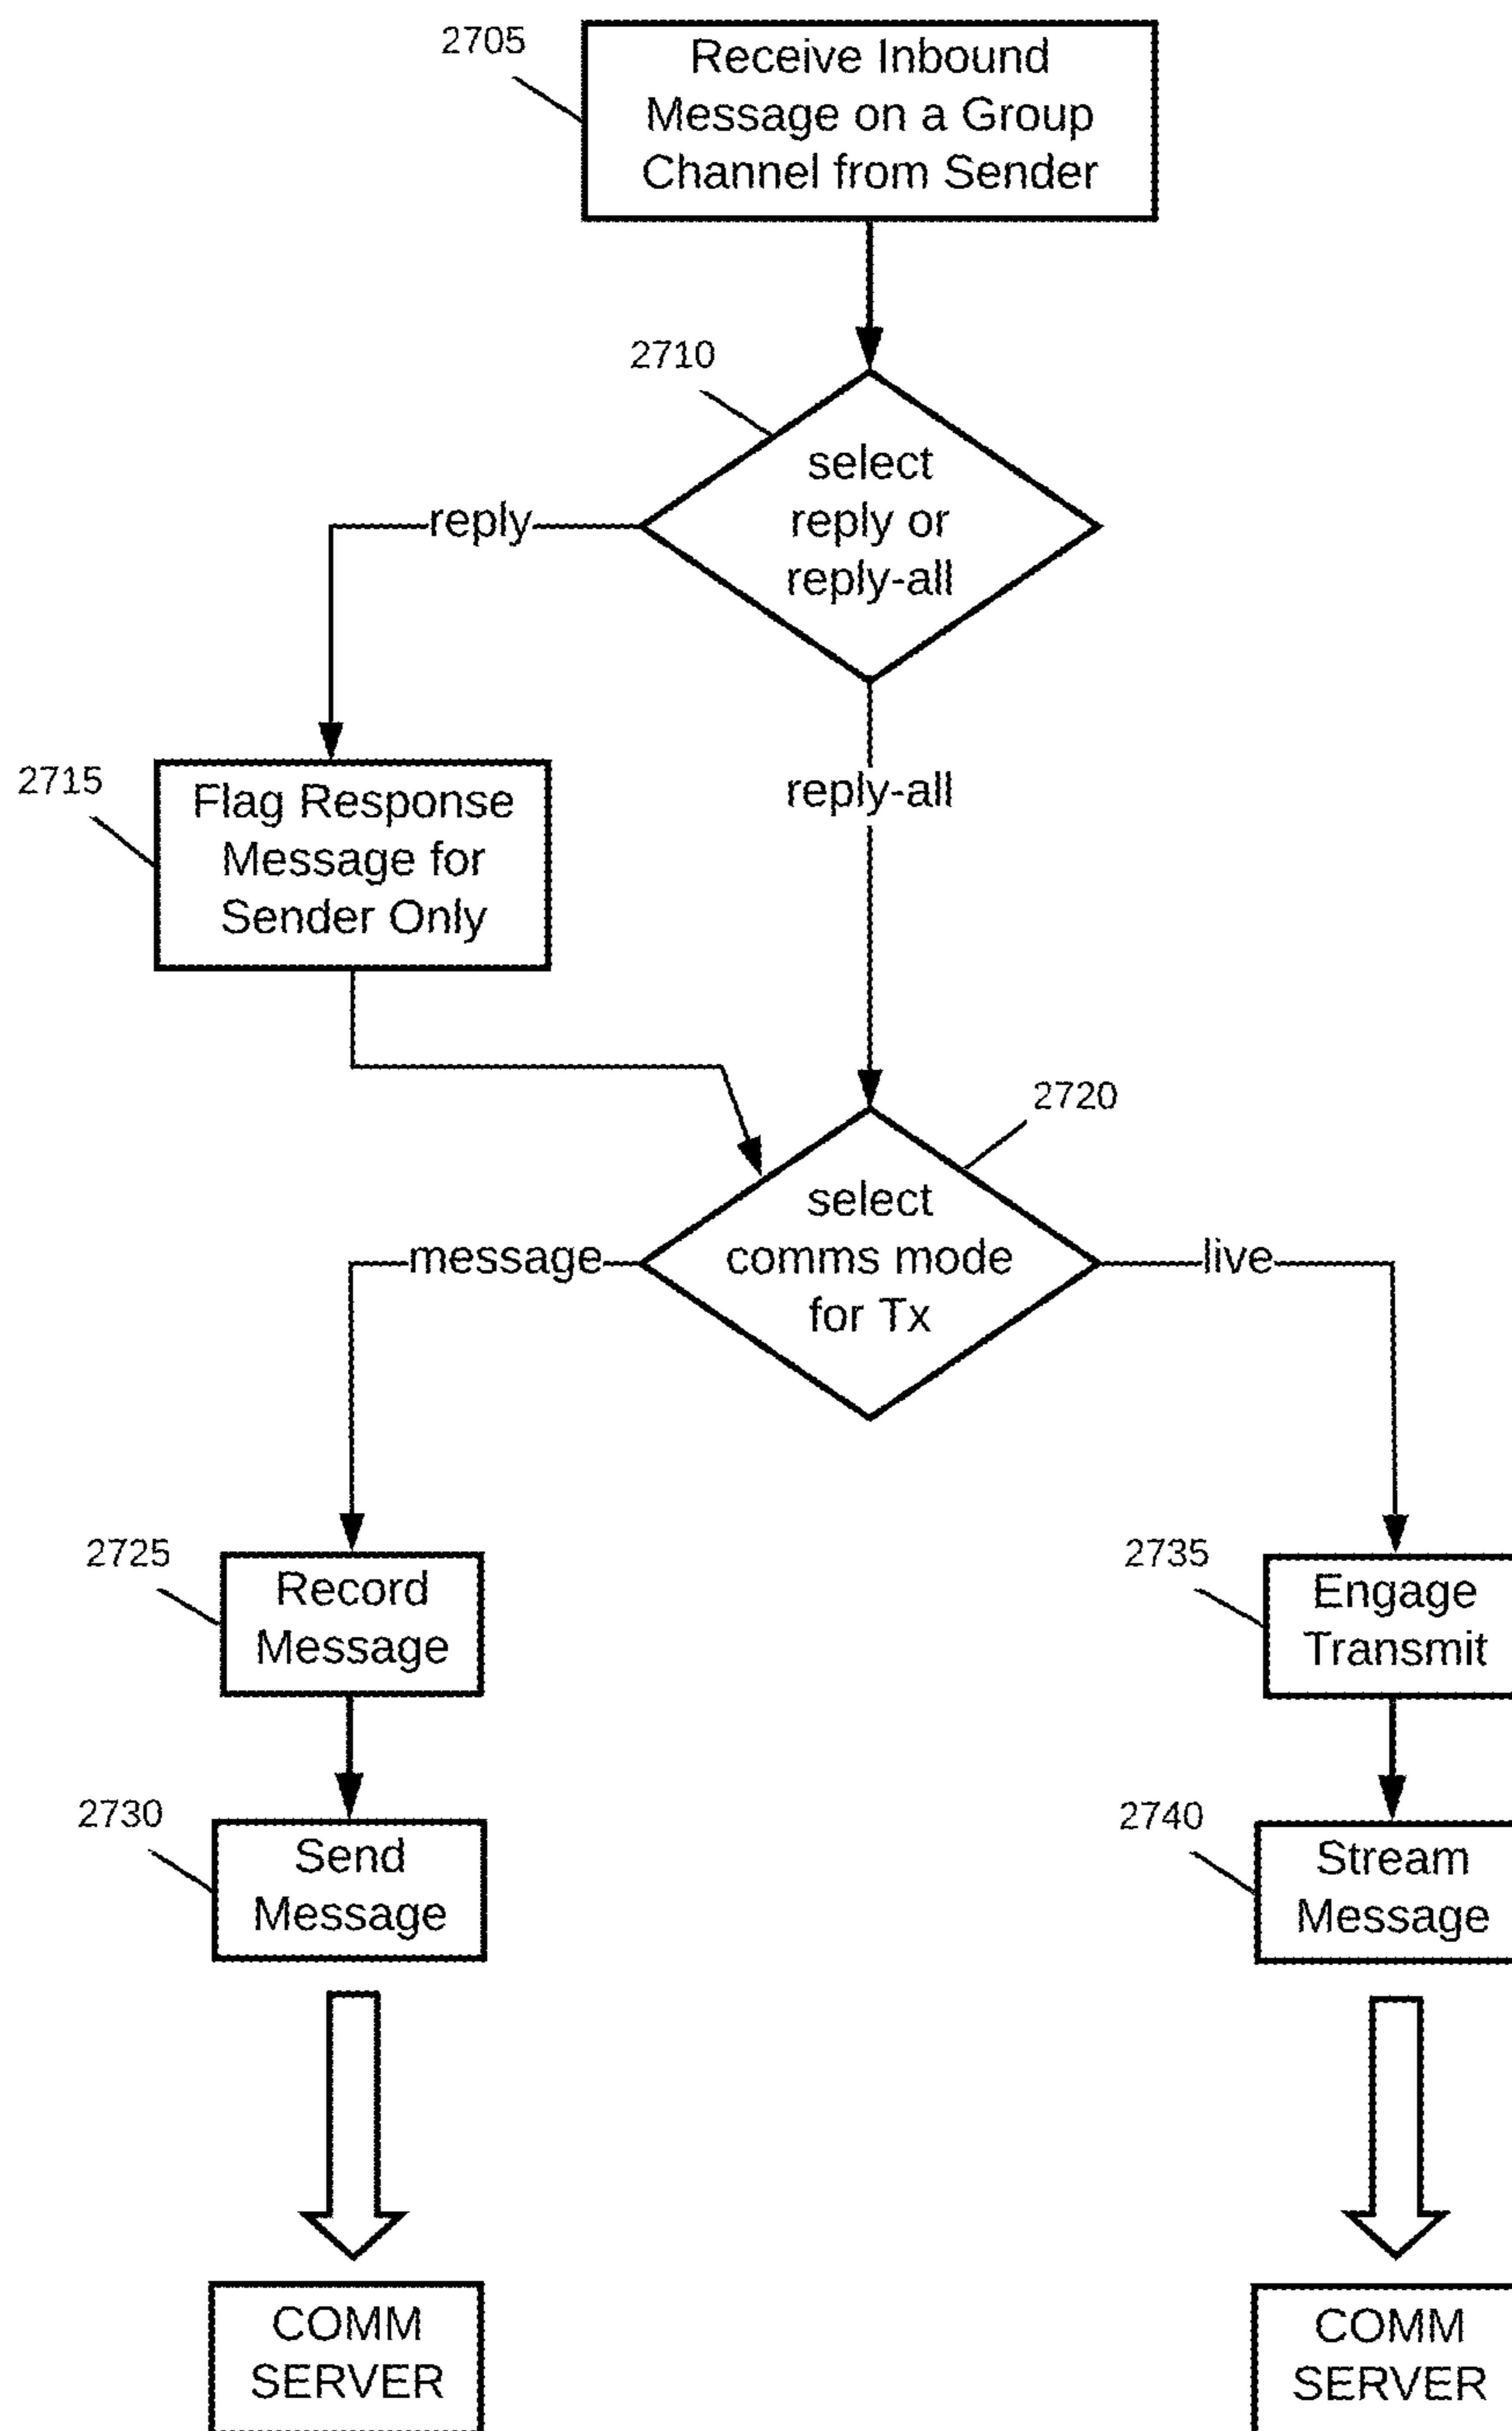 2705
Receive Inbound
Message on a Group
Channel from Sender
2710
select
reply or
reply-all
reply
reply-all
2715
Flag Response
Message for
Sender Only
2720
select
comms mode
for Tx
message
live
2725
Record
Message
2735
Engage
Transmit
2730
Send
Message
2740
Stream
Message
COMM
SERVER
COMM
SERVER